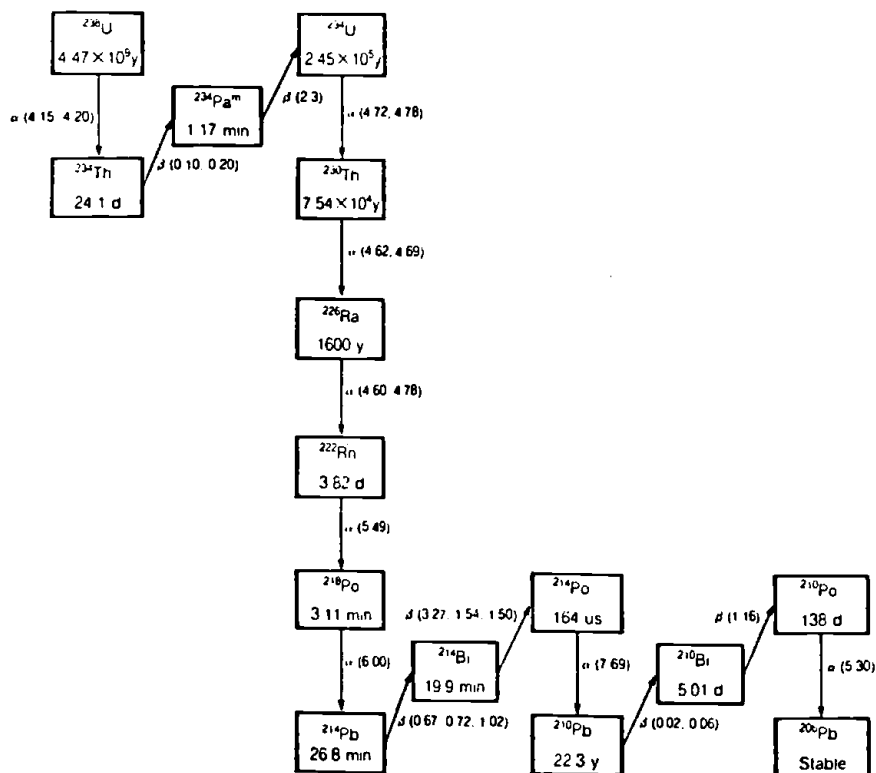 ²³⁸U
4.47×10⁹y
²³⁴U
2.45×10⁵y
²³⁴Paᵐ
1.17 min
β (2.3)
α (4.15, 4.20)
α (4.72, 4.78)
²³⁴Th
24.1 d
β (0.10, 0.20)
²³⁰Th
7.54×10⁴y
α (4.62, 4.69)
²²⁶Ra
1600 y
α (4.60, 4.78)
²²²Rn
3.82 d
α (5.49)
²¹⁸Po
3.11 min
β (3.27, 1.54, 1.50)
²¹⁴Po
164 us
β (1.16)
²¹⁰Po
138 d
α (6.00)
²¹⁴Bi
19.9 min
α (7.69)
²¹⁰Bi
5.01 d
α (5.30)
²¹⁴Pb
26.8 min
β (0.67, 0.72, 1.02)
²¹⁰Pb
22.3 y
β (0.02, 0.06)
²⁰⁶Pb
Stable